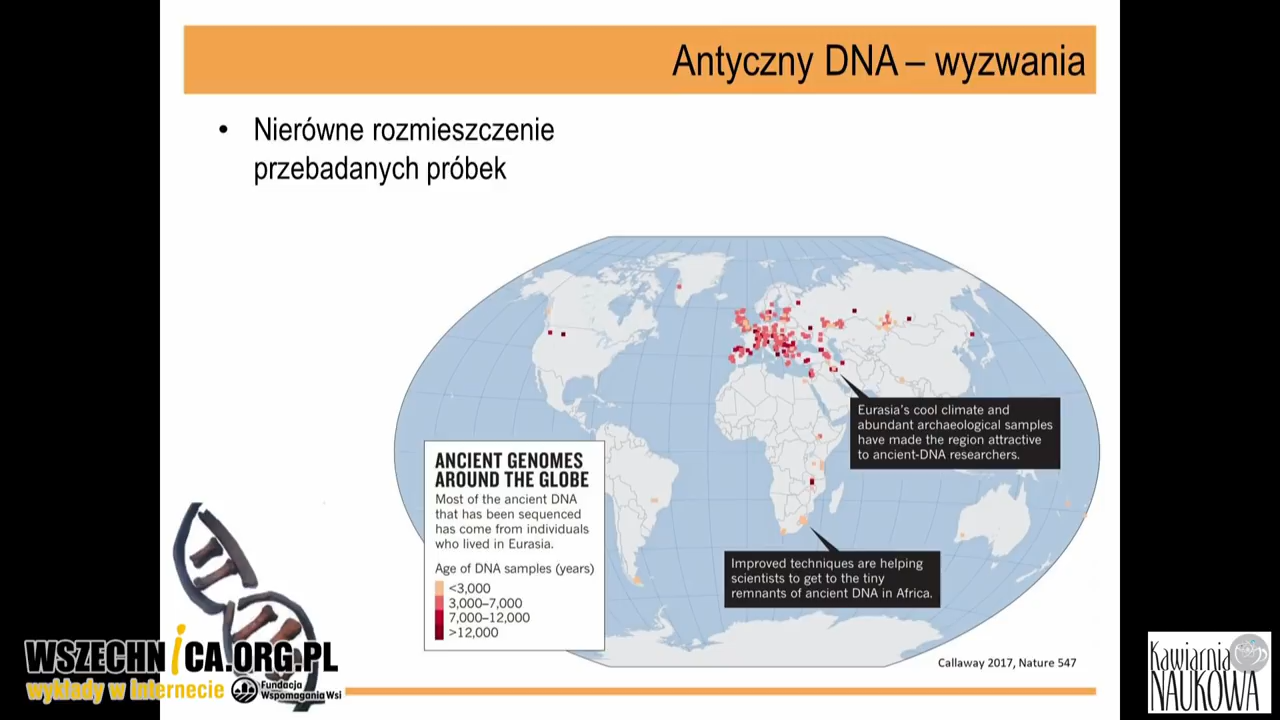 Antyczny DNA – wyzwania
• Nierówne rozmieszczenie
przebadanych próbek
Eurasia's cool climate and
abundant archaeological samples
have made the region attractive
to ancient-DNA researchers.
ANCIENT GENOMES
AROUND THE GLOBE
Most of the ancient DNA
that has been sequenced
has come from individuals
who lived in Eurasia.
Age of DNA samples (years)
<3,000
3,000–7,000
7,000–12,000
>12,000
Improved techniques are helping
scientists to get to the tiny
remnants of ancient DNA in Africa.
Callaway 2017, Nature 547
WSZECHNiCA.ORG.PL
wykłady w internecie
Fundacja
Wspomagania Wsi
Kawiarnia
NAUKOWA